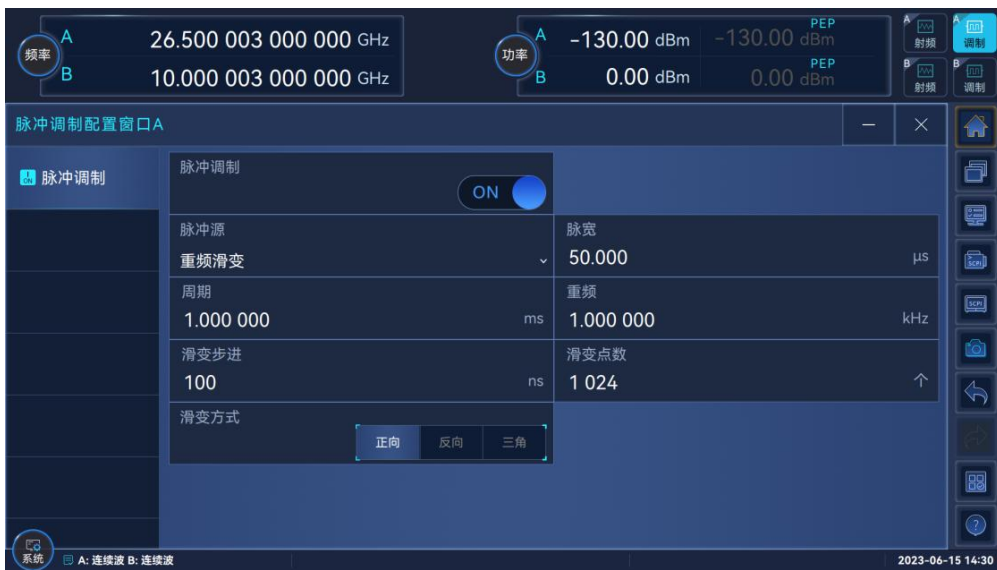 频率
A 26.500 003 000 000 GHz
B 10.000 003 000 000 GHz
功率
PEP
A -130.00 dBm -130.00 dBm
PEP
B 0.00 dBm 0.00 dBm
A 射频
A 调制
B 射频
B 调制
脉冲调制配置窗口A
ON 脉冲调制
脉冲调制
ON
脉冲源
重频滑变
脉宽
50.000 µs
周期
1.000 000 ms
重频
1.000 000 kHz
滑变步进
100 ns
滑变点数
1 024 个
滑变方式
正向 反向 三角
SCPI
SCPI
系统
A: 连续波 B: 连续波
2023-06-15 14:30